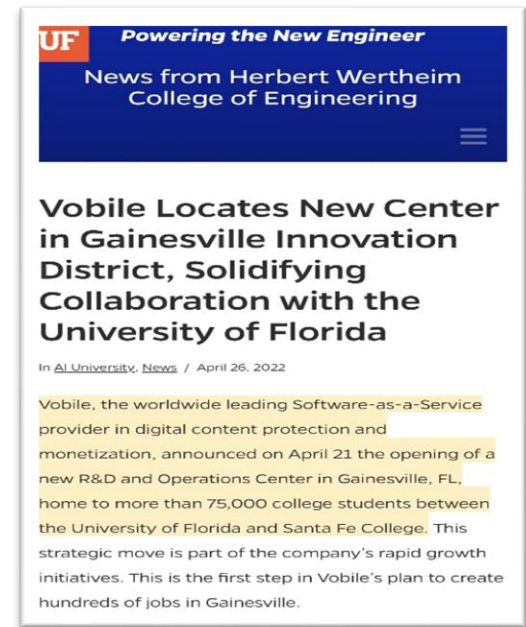 UF
Powering the New Engineer
News from Herbert Wertheim
College of Engineering
Vobile Locates New Center
in Gainesville Innovation
District, Solidifying
Collaboration with the
University of Florida
In AI University, News / April 26, 2022
Vobile, the worldwide leading Software-as-a-Service
provider in digital content protection and
monetization, announced on April 21 the opening of a
new R&D and Operations Center in Gainesville, FL,
home to more than 75,000 college students between
the University of Florida and Santa Fe College. This
strategic move is part of the company's rapid growth
initiatives. This is the first step in Vobile's plan to create
hundreds of jobs in Gainesville.